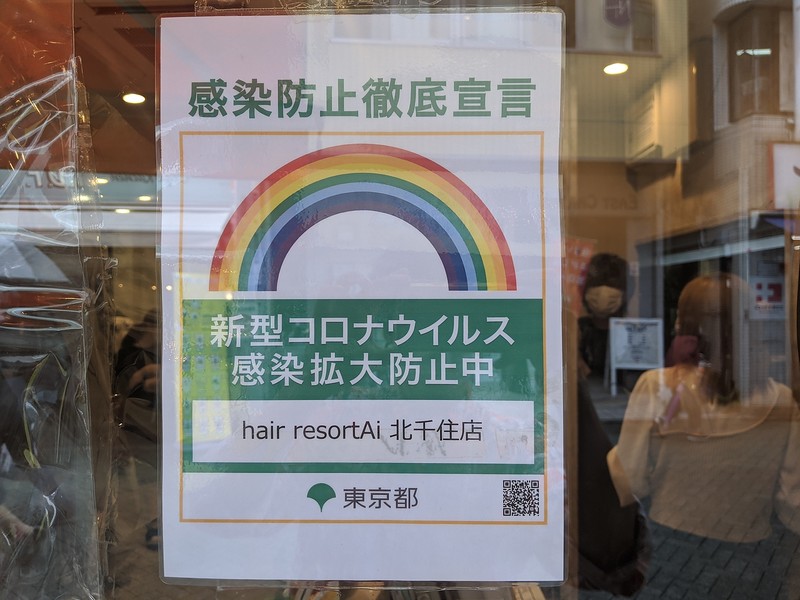 感染防止徹底宣言
新型コロナウイルス
感染拡大防止中
hair resortAi 北千住店
東京都